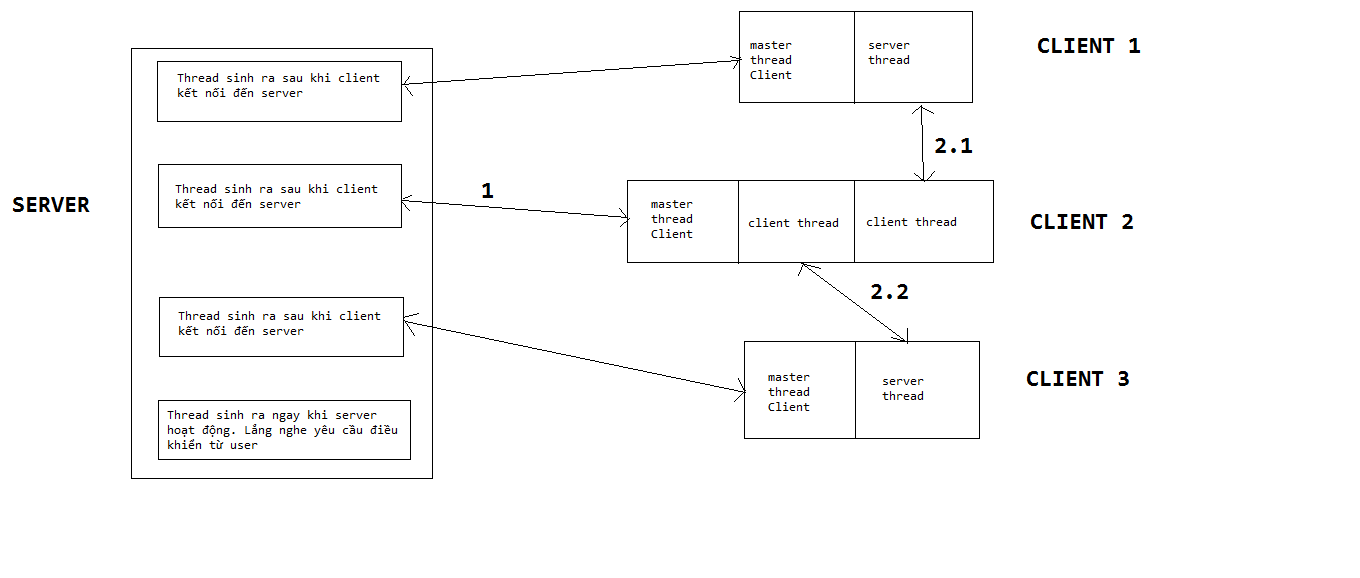 SERVER
Thread sinh ra sau khi client
kết nối đến server
Thread sinh ra sau khi client
kết nối đến server
Thread sinh ra sau khi client
kết nối đến server
Thread sinh ra ngay khi server
hoạt động. Lắng nghe yêu cầu điều
khiển từ user
1
master
thread
Client
server
thread
CLIENT 1
2.1
master
thread
Client
client thread
client thread
CLIENT 2
2.2
master
thread
Client
server
thread
CLIENT 3